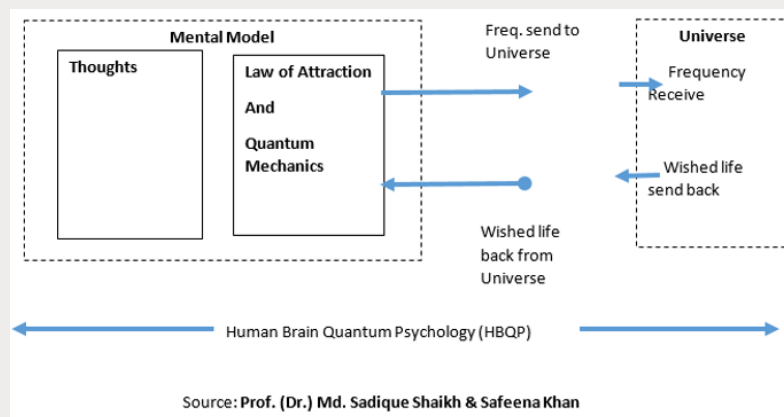 Mental Model
Thoughts
Law of Attraction
And
Quantum
Mechanics
Freq. send to
Universe
Wished life
back from
Universe
Universe
Frequency
Receive
Wished life
send back
Human Brain Quantum Psychology (HBQP)
Source: Prof. (Dr.) Md. Sadique Shaikh & Safeena Khan